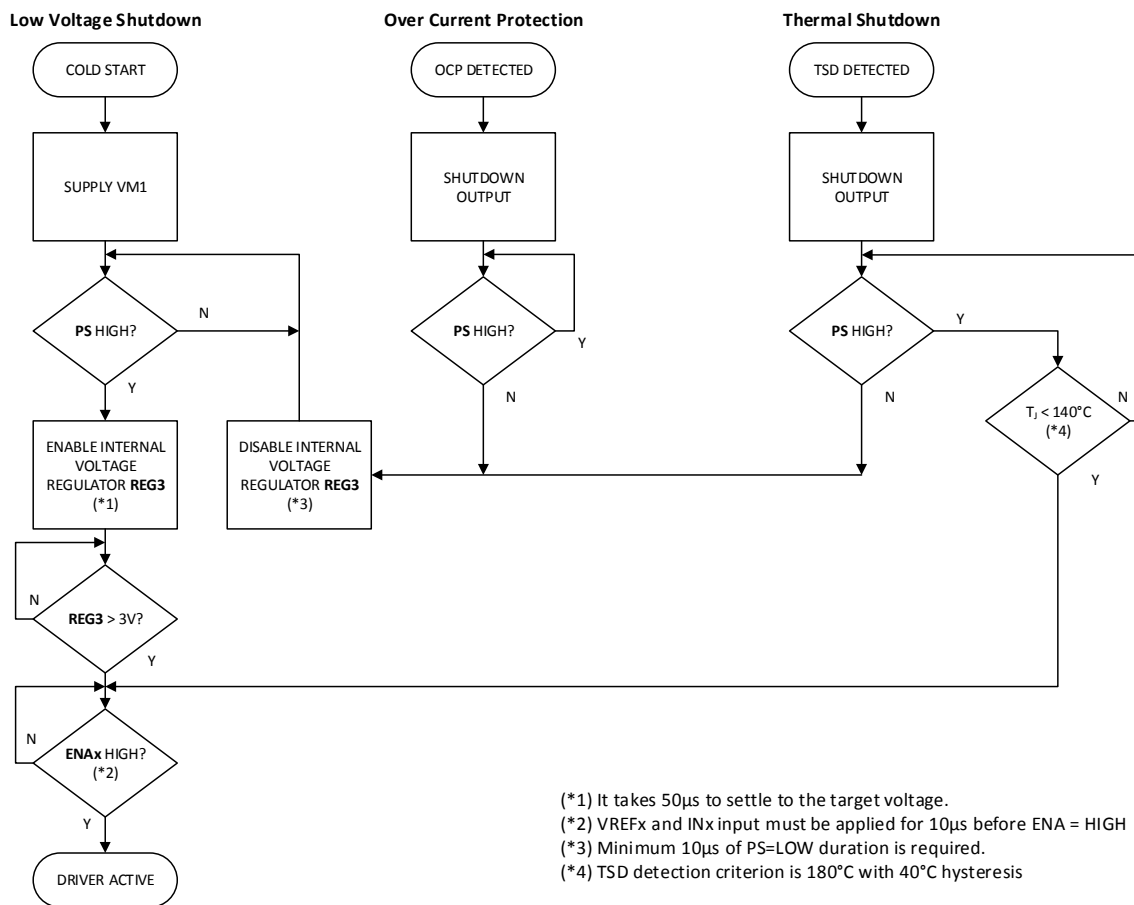 Low Voltage Shutdown
Over Current Protection
Thermal Shutdown
COLD START
OCP DETECTED
TSD DETECTED
SUPPLY VM1
SHUTDOWN
OUTPUT
SHUTDOWN
OUTPUT
PS HIGH?
N
Y
PS HIGH?
Y
N
PS HIGH?
Y
N
TJ < 140°C
(*4)
N
Y
ENABLE INTERNAL
VOLTAGE
REGULATOR REG3
(*1)
DISABLE INTERNAL
VOLTAGE
REGULATOR REG3
(*3)
N
REG3 > 3V?
Y
N
ENAx HIGH?
(*2)
Y
DRIVER ACTIVE
(*1) It takes 50µs to settle to the target voltage.
(*2) VREFx and INx input must be applied for 10µs before ENA = HIGH
(*3) Minimum 10µs of PS=LOW duration is required.
(*4) TSD detection criterion is 180°C with 40°C hysteresis